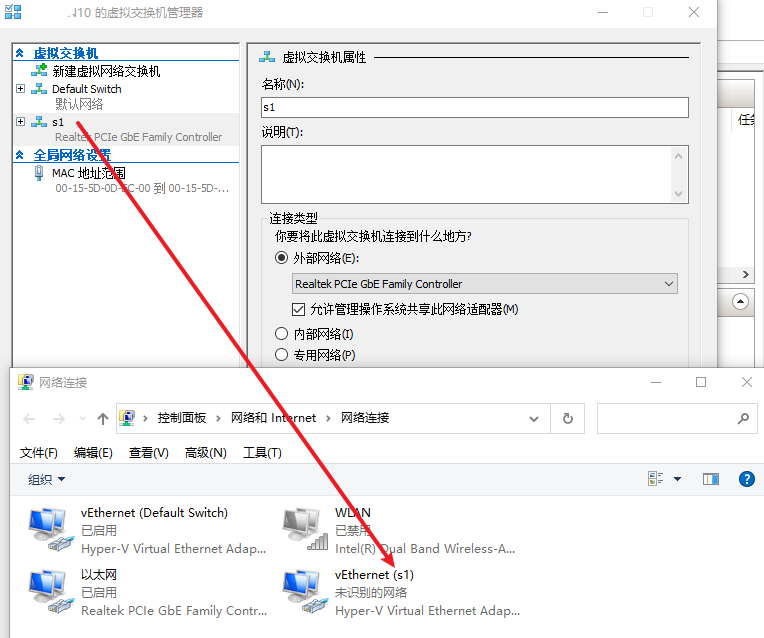 N10 的虚拟交换机管理器
虚拟交换机
新建虚拟网络交换机
Default Switch
默认网络
s1
Realtek PCIe GbE Family Controller
全局网络设置
MAC 地址范围
00-15-5D-0D-EC-00 到 00-15-5D-...
虚拟交换机属性
名称(N):
s1
说明(T):
连接类型
你要将此虚拟交换机连接到什么地方?
外部网络(E):
Realtek PCIe GbE Family Controller
允许管理操作系统共享此网络适配器(M)
内部网络(I)
专用网络(P)
任务
网络连接
控制面板
网络和 Internet
网络连接
文件(F) 编辑(E) 查看(V) 高级(N) 工具(T)
组织
vEthernet (Default Switch)
已启用
Hyper-V Virtual Ethernet Adap...
WLAN
已禁用
Intel(R) Dual Band Wireless-A...
以太网
已启用
Realtek PCIe GbE Family Contr...
vEthernet (s1)
未识别的网络
Hyper-V Virtual Ethernet Adap...